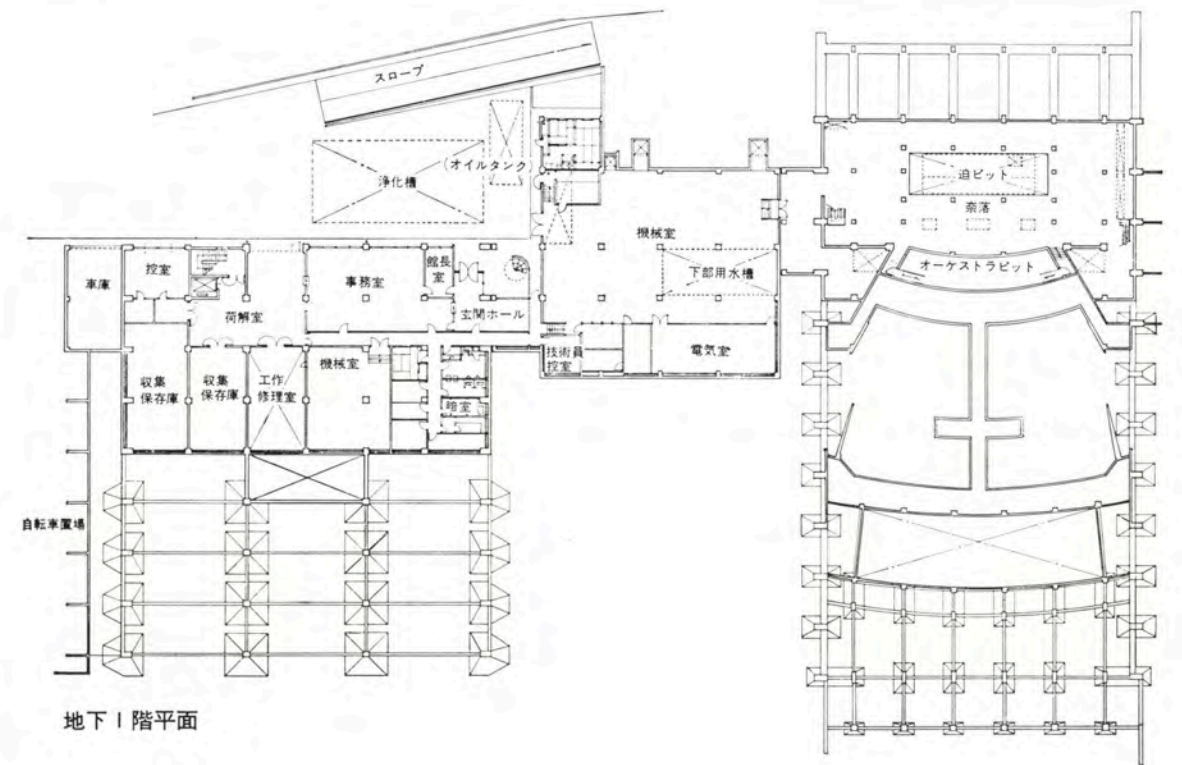 スロープ
(オイルタンク)
浄化槽
迫ピット
奈落
機械室
下部用水槽
オーケストラピット
車庫
控室
事務室
館長
室
玄関ホール
荷解室
技術員
控室
電気室
収集
保存庫
収集
保存庫
工作
修理室
機械室
暗室
自転車置場
地下1階平面